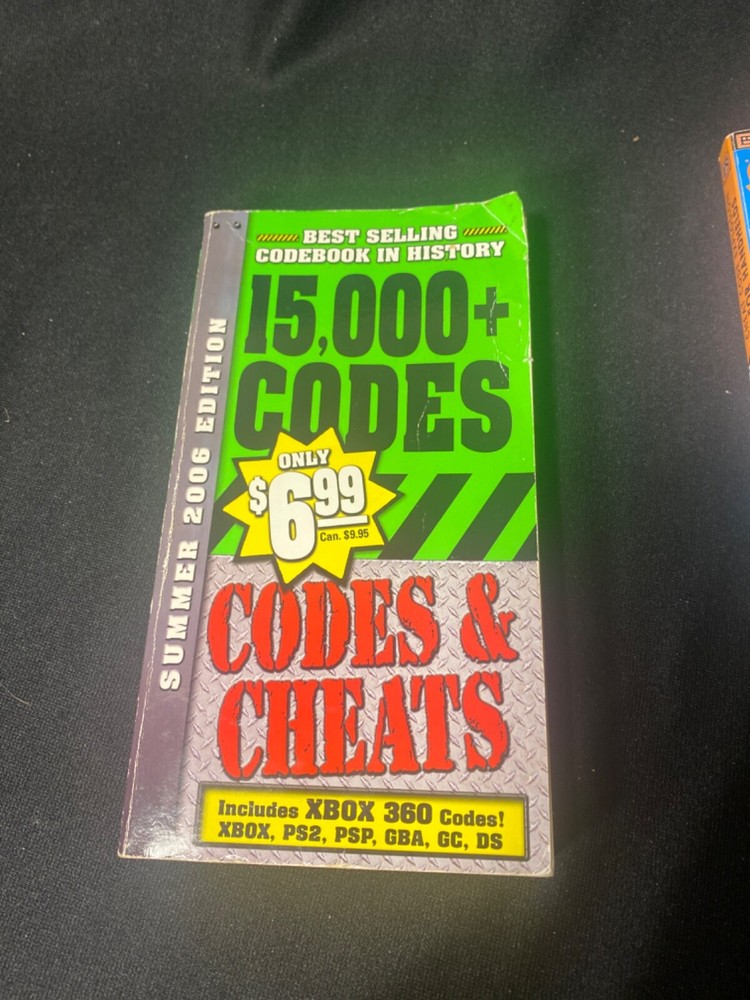 BEST SELLING
CODEBOOK IN HISTORY
15,000+
CODES
ONLY
$6.99
Can. $9.95
SUMMER 2006 EDITION
CODES &
CHEATS
Includes XBOX 360 Codes!
XBOX, PS2, PSP, GBA, GC, DS